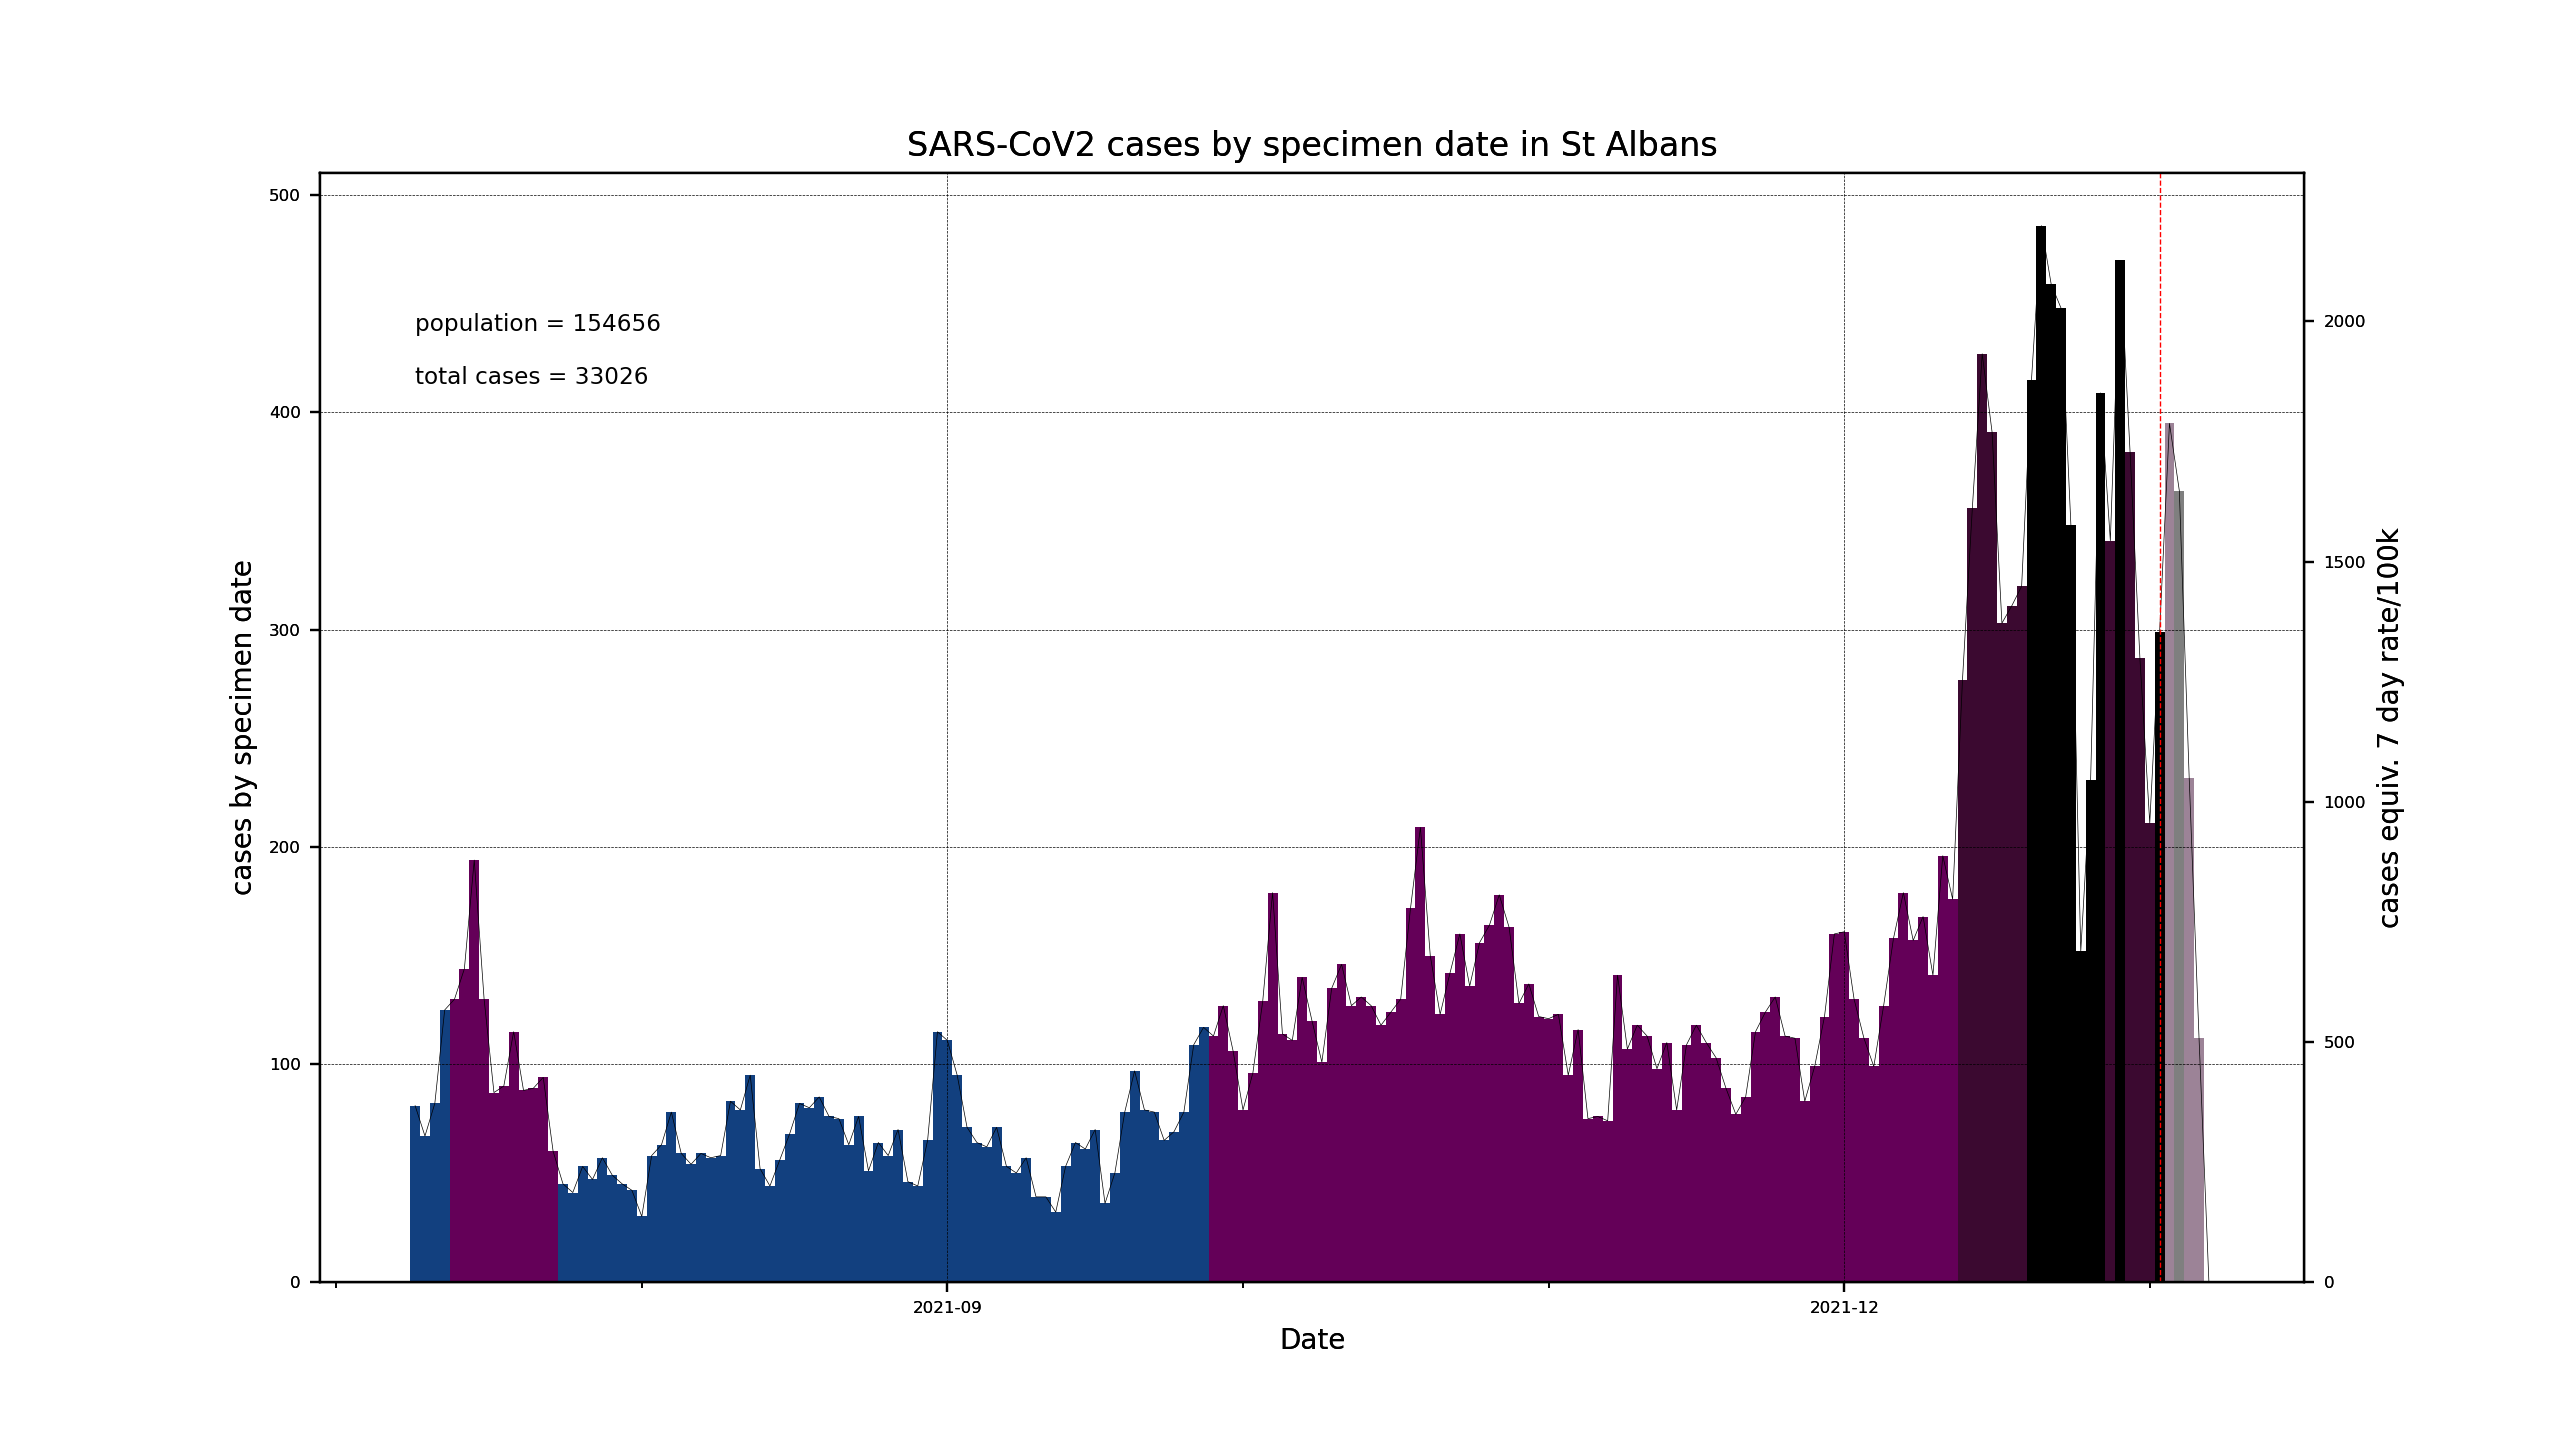 SARS-CoV2 cases by specimen date in St Albans
population = 154656
total cases = 33026
cases by specimen date
500
400
300
200
100
0
2021-09
2021-12
Date
2000
1500
1000
500
0
cases equiv. 7 day rate/100k